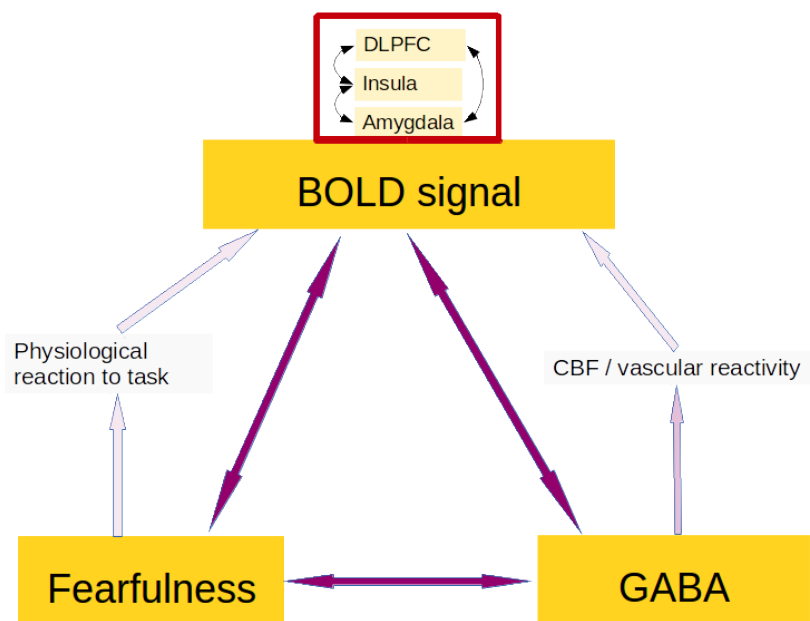 DLPFC
Insula
Amygdala
BOLD signal
Physiological
reaction to task
CBF / vascular reactivity
Fearfulness
GABA